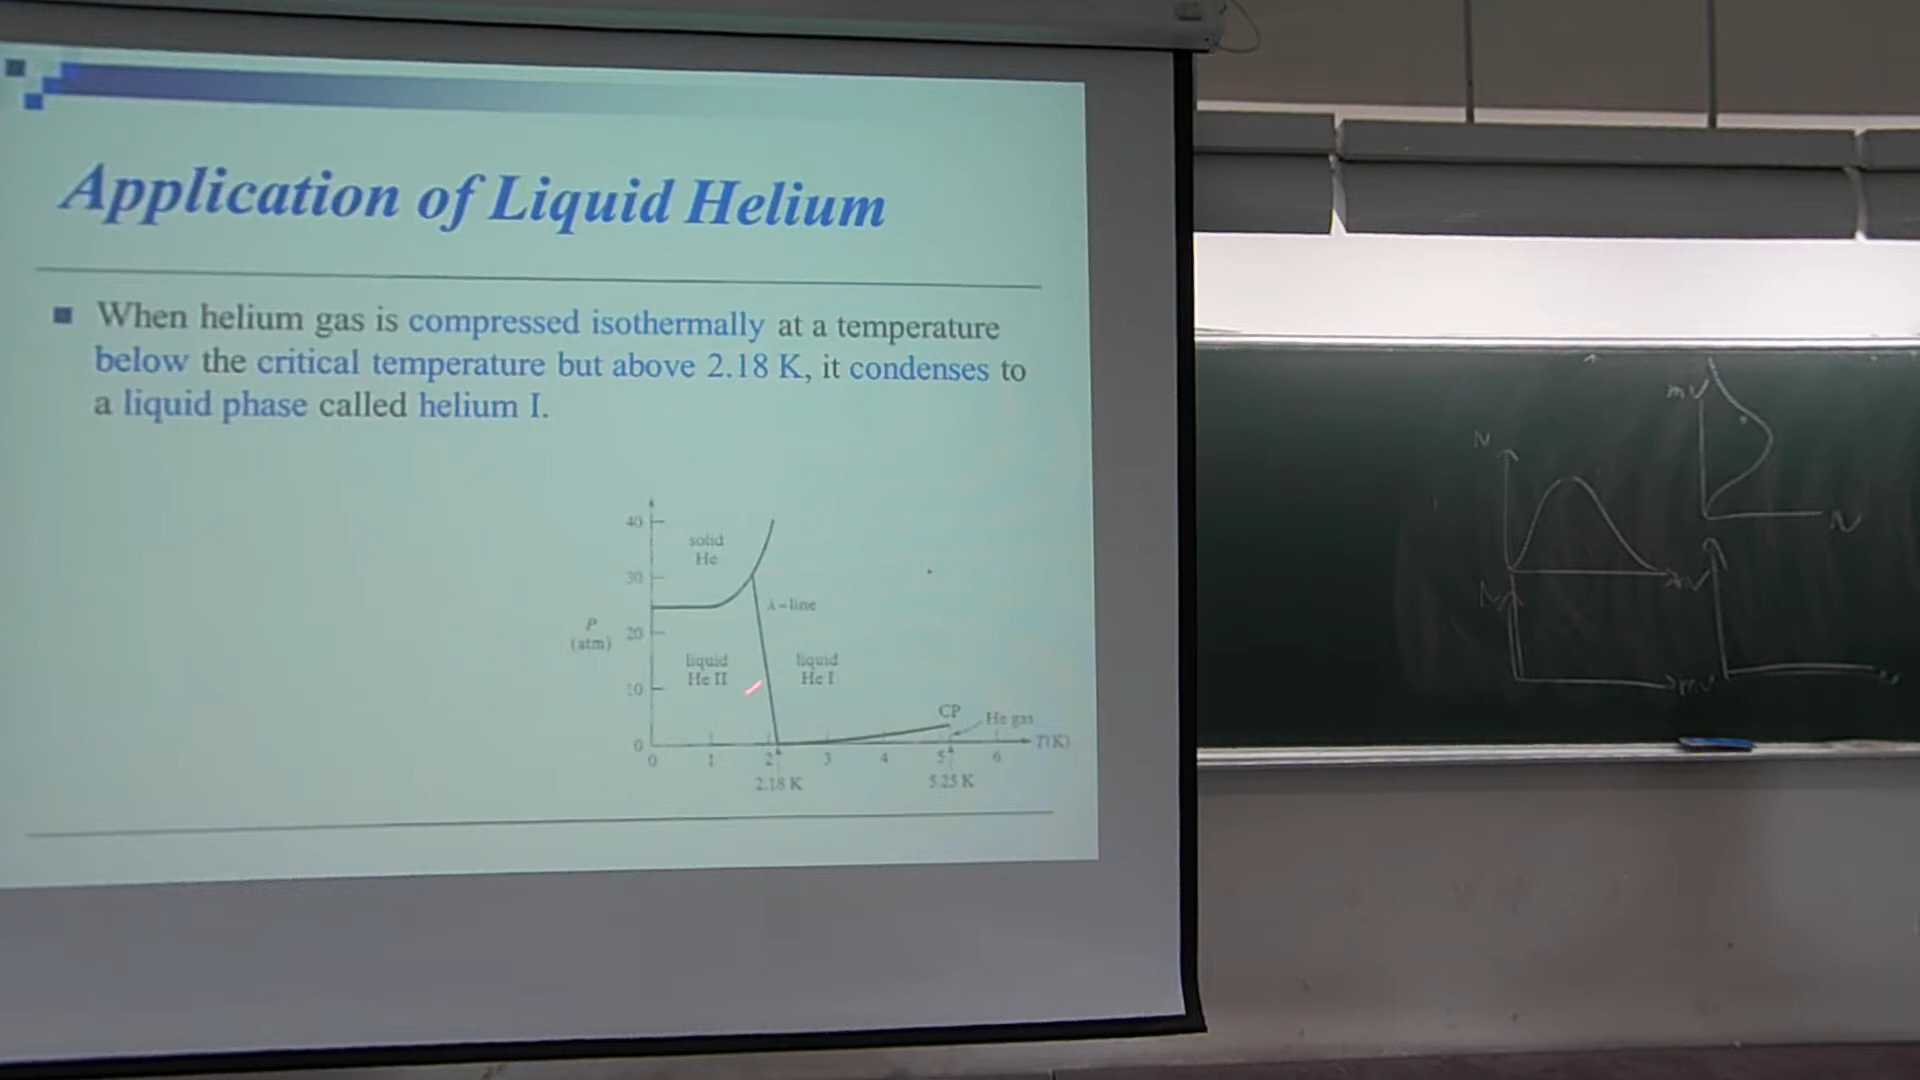 Application of Liquid Helium
When helium gas is compressed isothermally at a temperature
below the critical temperature but above 2.18 K, it condenses to
a liquid phase called helium I.
40
solid
He
30
λ-line
P
(atm)
20
liquid
He II
liquid
He I
10
CP
He gas
0
T(K)
0 1 2 3 4 5 6
2.18 K
5.25 K
mv
N
N
N
mv